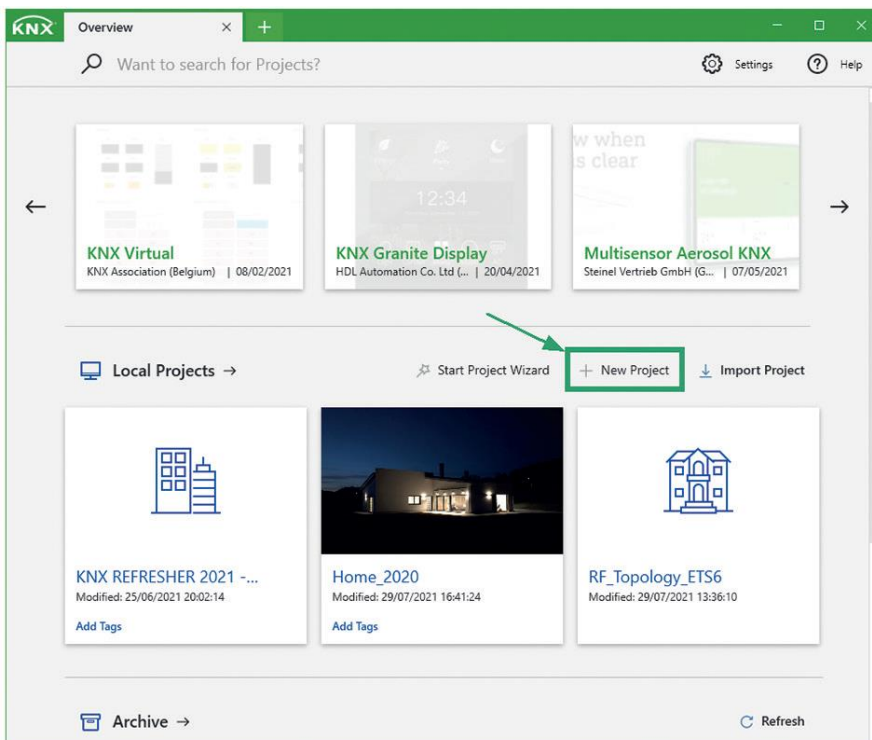 KNX
Overview
Want to search for Projects?
Settings
Help
12:34
w when
s clear
KNX Virtual
KNX Association (Belgium) | 08/02/2021
KNX Granite Display
HDL Automation Co. Ltd (... | 20/04/2021
Multisensor Aerosol KNX
Steinel Vertrieb GmbH (G... | 07/05/2021
Local Projects →
Start Project Wizard
+ New Project
Import Project
KNX REFRESHER 2021 -...
Modified: 25/06/2021 20:02:14
Add Tags
Home_2020
Modified: 29/07/2021 16:41:24
Add Tags
RF_Topology_ETS6
Modified: 29/07/2021 13:36:10
Archive →
Refresh